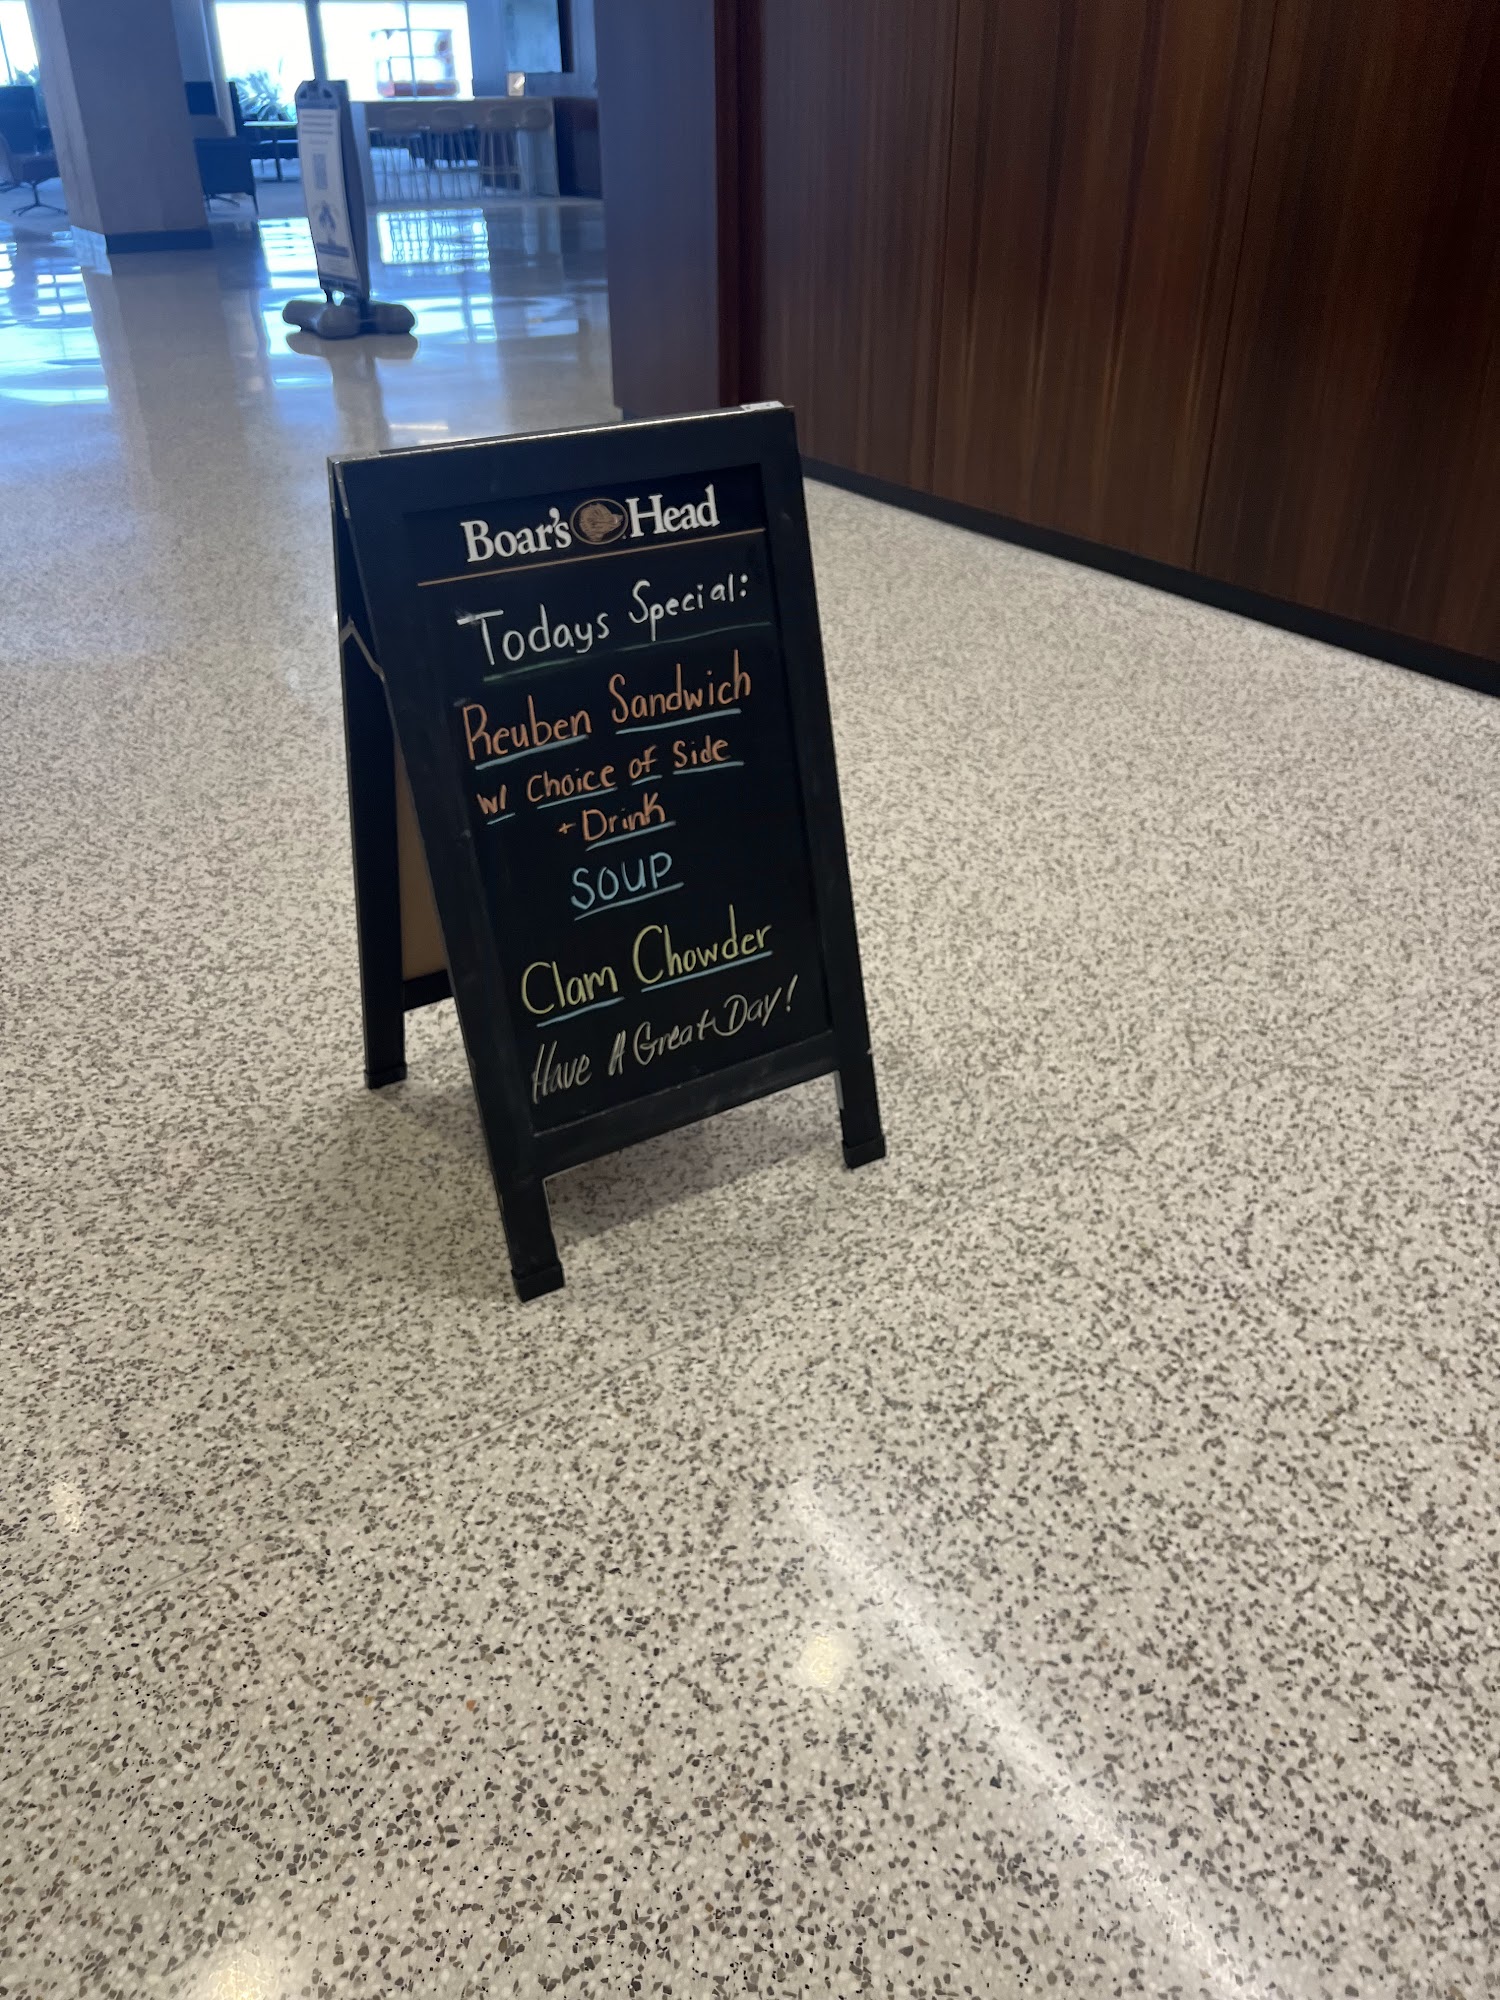 Boar's Head
Todays Special:
Reuben Sandwich
w/ Choice of Side
+ Drink
SOUP
Clam Chowder
Have A Great Day!